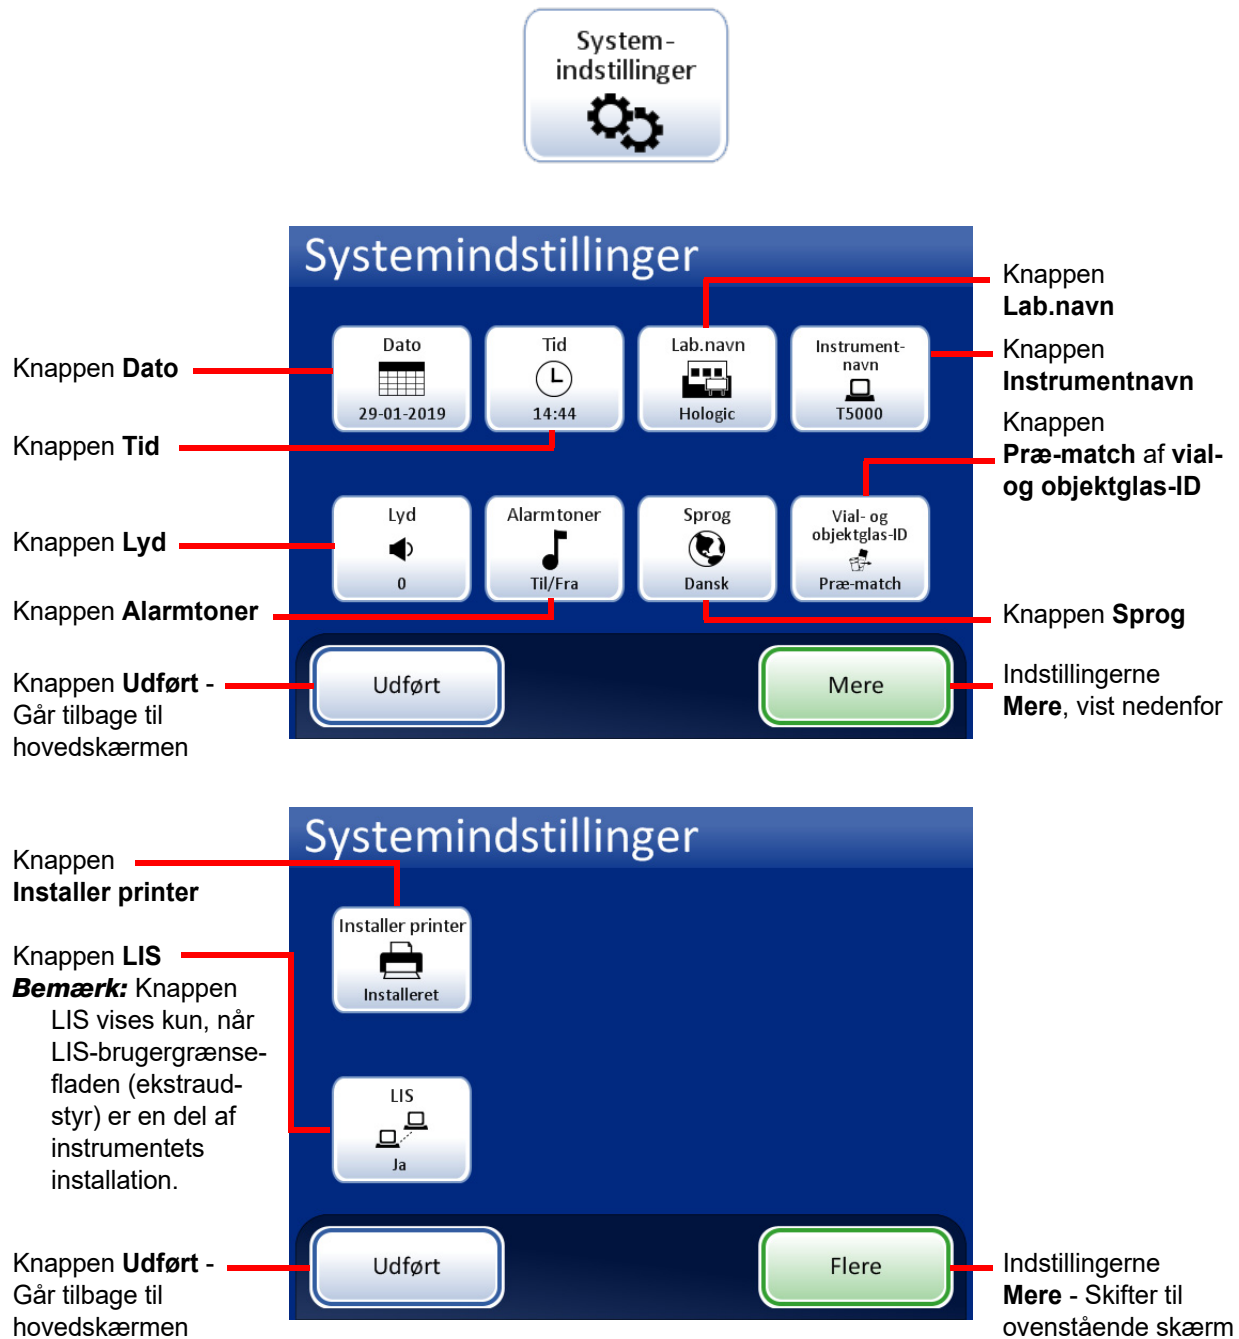 System-
indstillinger
Systemindstillinger
Dato
29-01-2019
Tid
14:44
Lab.navn
Hologic
Instrument-
navn
T5000
Lyd
0
Alarmtoner
Til/Fra
Sprog
Dansk
Vial- og
objektglas-ID
Præ-match
Udført
Mere
Knappen Dato
Knappen Tid
Knappen Lyd
Knappen Alarmtoner
Knappen Udført -
Går tilbage til
hovedskærmen
Knappen
Lab.navn
Knappen
Instrumentnavn
Knappen
Præ-match af vial-
og objektglas-ID
Knappen Sprog
Indstillingerne
Mere, vist nedenfor
Systemindstillinger
Installer printer
Installeret
LIS
Ja
Udført
Flere
Knappen
Installer printer
Knappen LIS
Bemærk: Knappen
LIS vises kun, når
LIS-brugergrænse-
fladen (ekstraud-
styr) er en del af
instrumentets
installation.
Knappen Udført -
Går tilbage til
hovedskærmen
Indstillingerne
Mere - Skifter til
ovenstående skærm